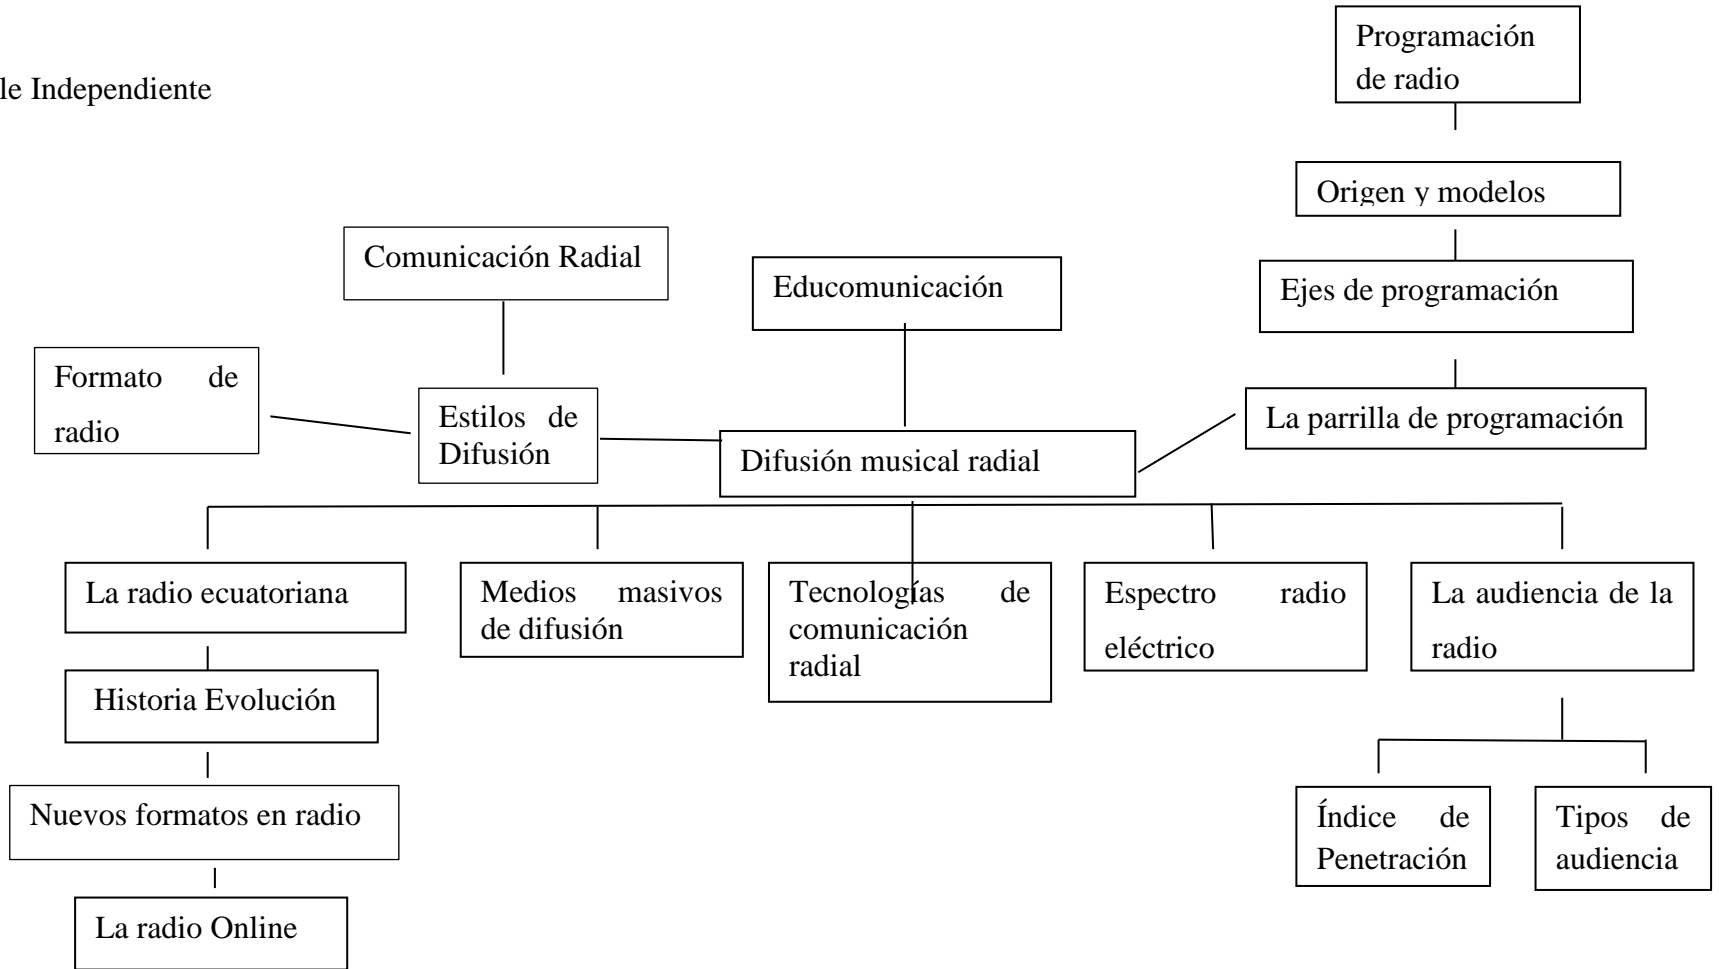 Programación
de radio
le Independiente
Origen y modelos
Comunicación Radial
Educomunicación
Ejes de programación
Formato de
radio
Estilos de
Difusión
La parrilla de programación
Difusión musical radial
La radio ecuatoriana
Medios masivos
de difusión
Tecnologías de
comunicación
radial
Espectro radio
eléctrico
La audiencia de la
radio
Historia Evolución
Nuevos formatos en radio
Índice de
Penetración
Tipos de
audiencia
La radio Online